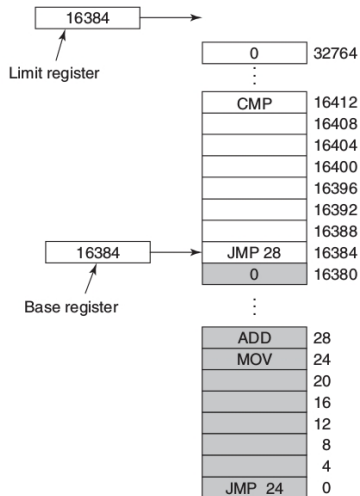 16384
Limit register
0 32764
CMP 16412
16408
16404
16400
16396
16392
16388
16384 JMP 28 16384
0 16380
Base register
ADD 28
MOV 24
20
16
12
8
4
JMP 24 0